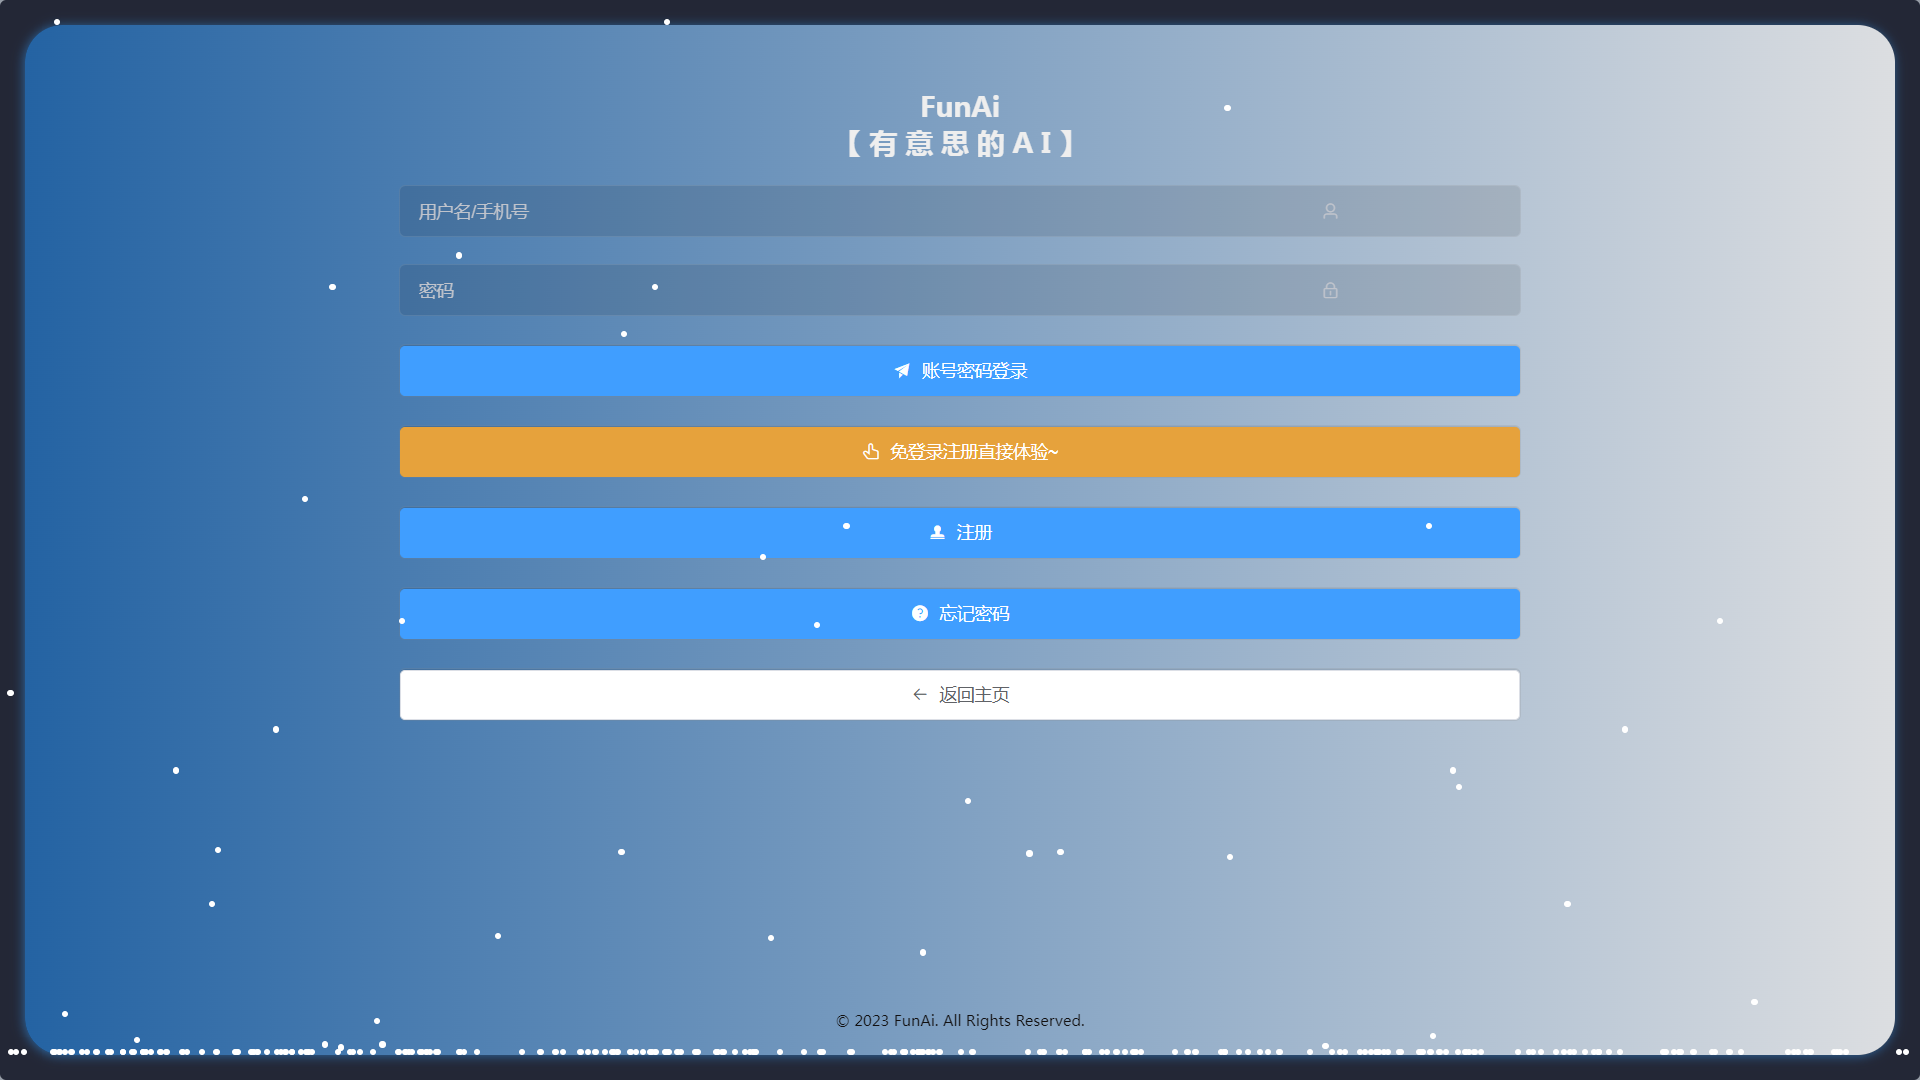 FunAi
【有意思的AI】
用户名/手机号
密码
账号密码登录
免登录注册直接体验~
注册
忘记密码
返回主页
© 2023 FunAi. All Rights Reserved.